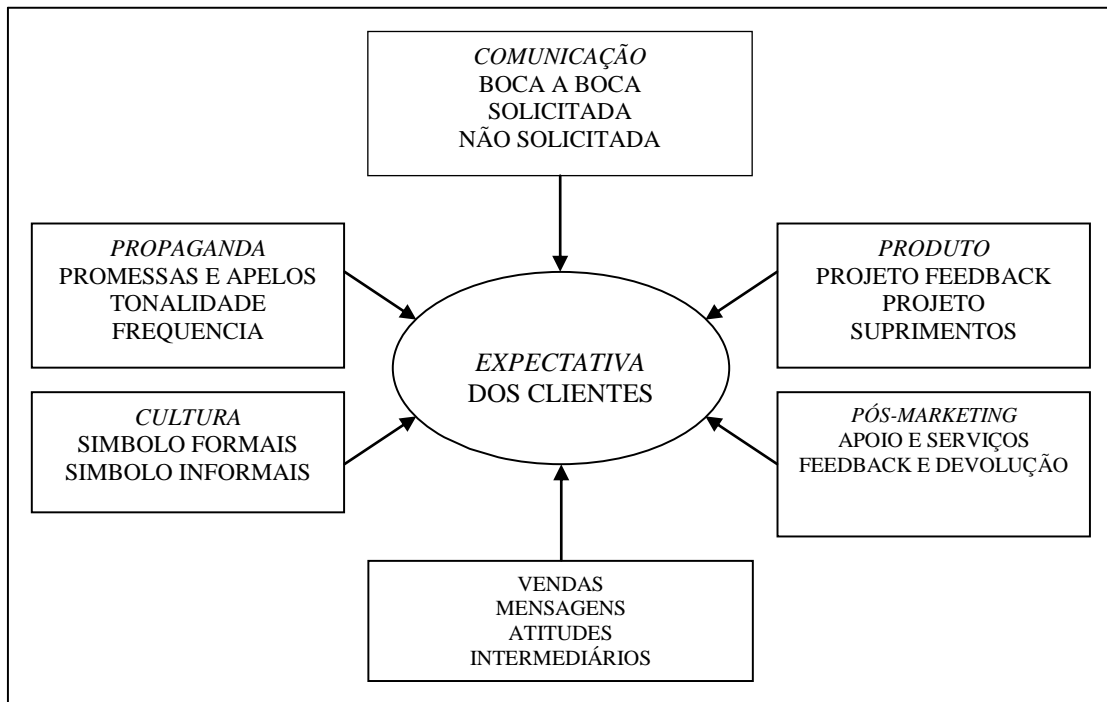 COMUNICAÇÃO
BOCA A BOCA
SOLICITADA
NÃO SOLICITADA
PROPAGANDA
PROMESSAS E APELOS
TONALIDADE
FREQUENCIA
PRODUTO
PROJETO FEEDBACK
PROJETO
SUPRIMENTOS
EXPECTATIVA
DOS CLIENTES
CULTURA
SIMBOLO FORMAIS
SIMBOLO INFORMAIS
PÓS-MARKETING
APOIO E SERVIÇOS
FEEDBACK E DEVOLUÇÃO
VENDAS
MENSAGENS
ATITUDES
INTERMEDIÁRIOS